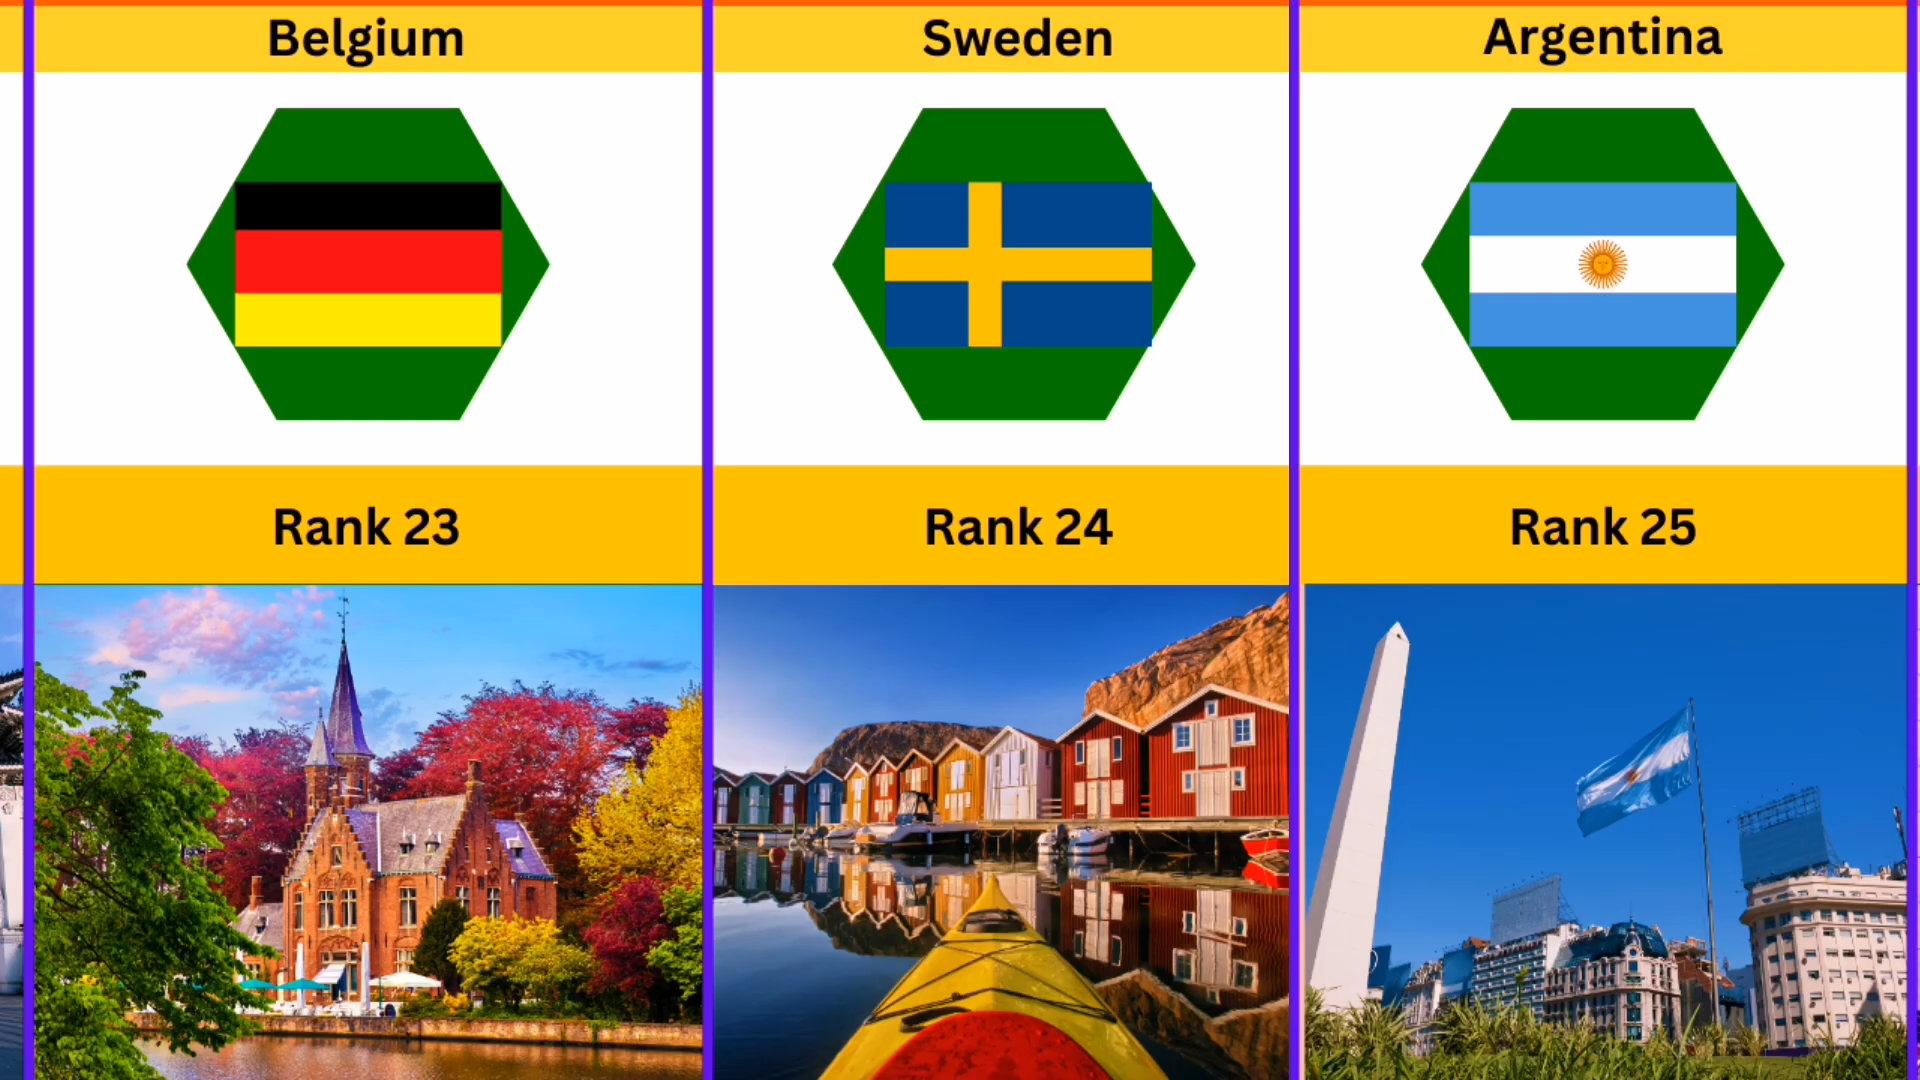 Belgium
Sweden
Argentina
Rank 23
Rank 24
Rank 25